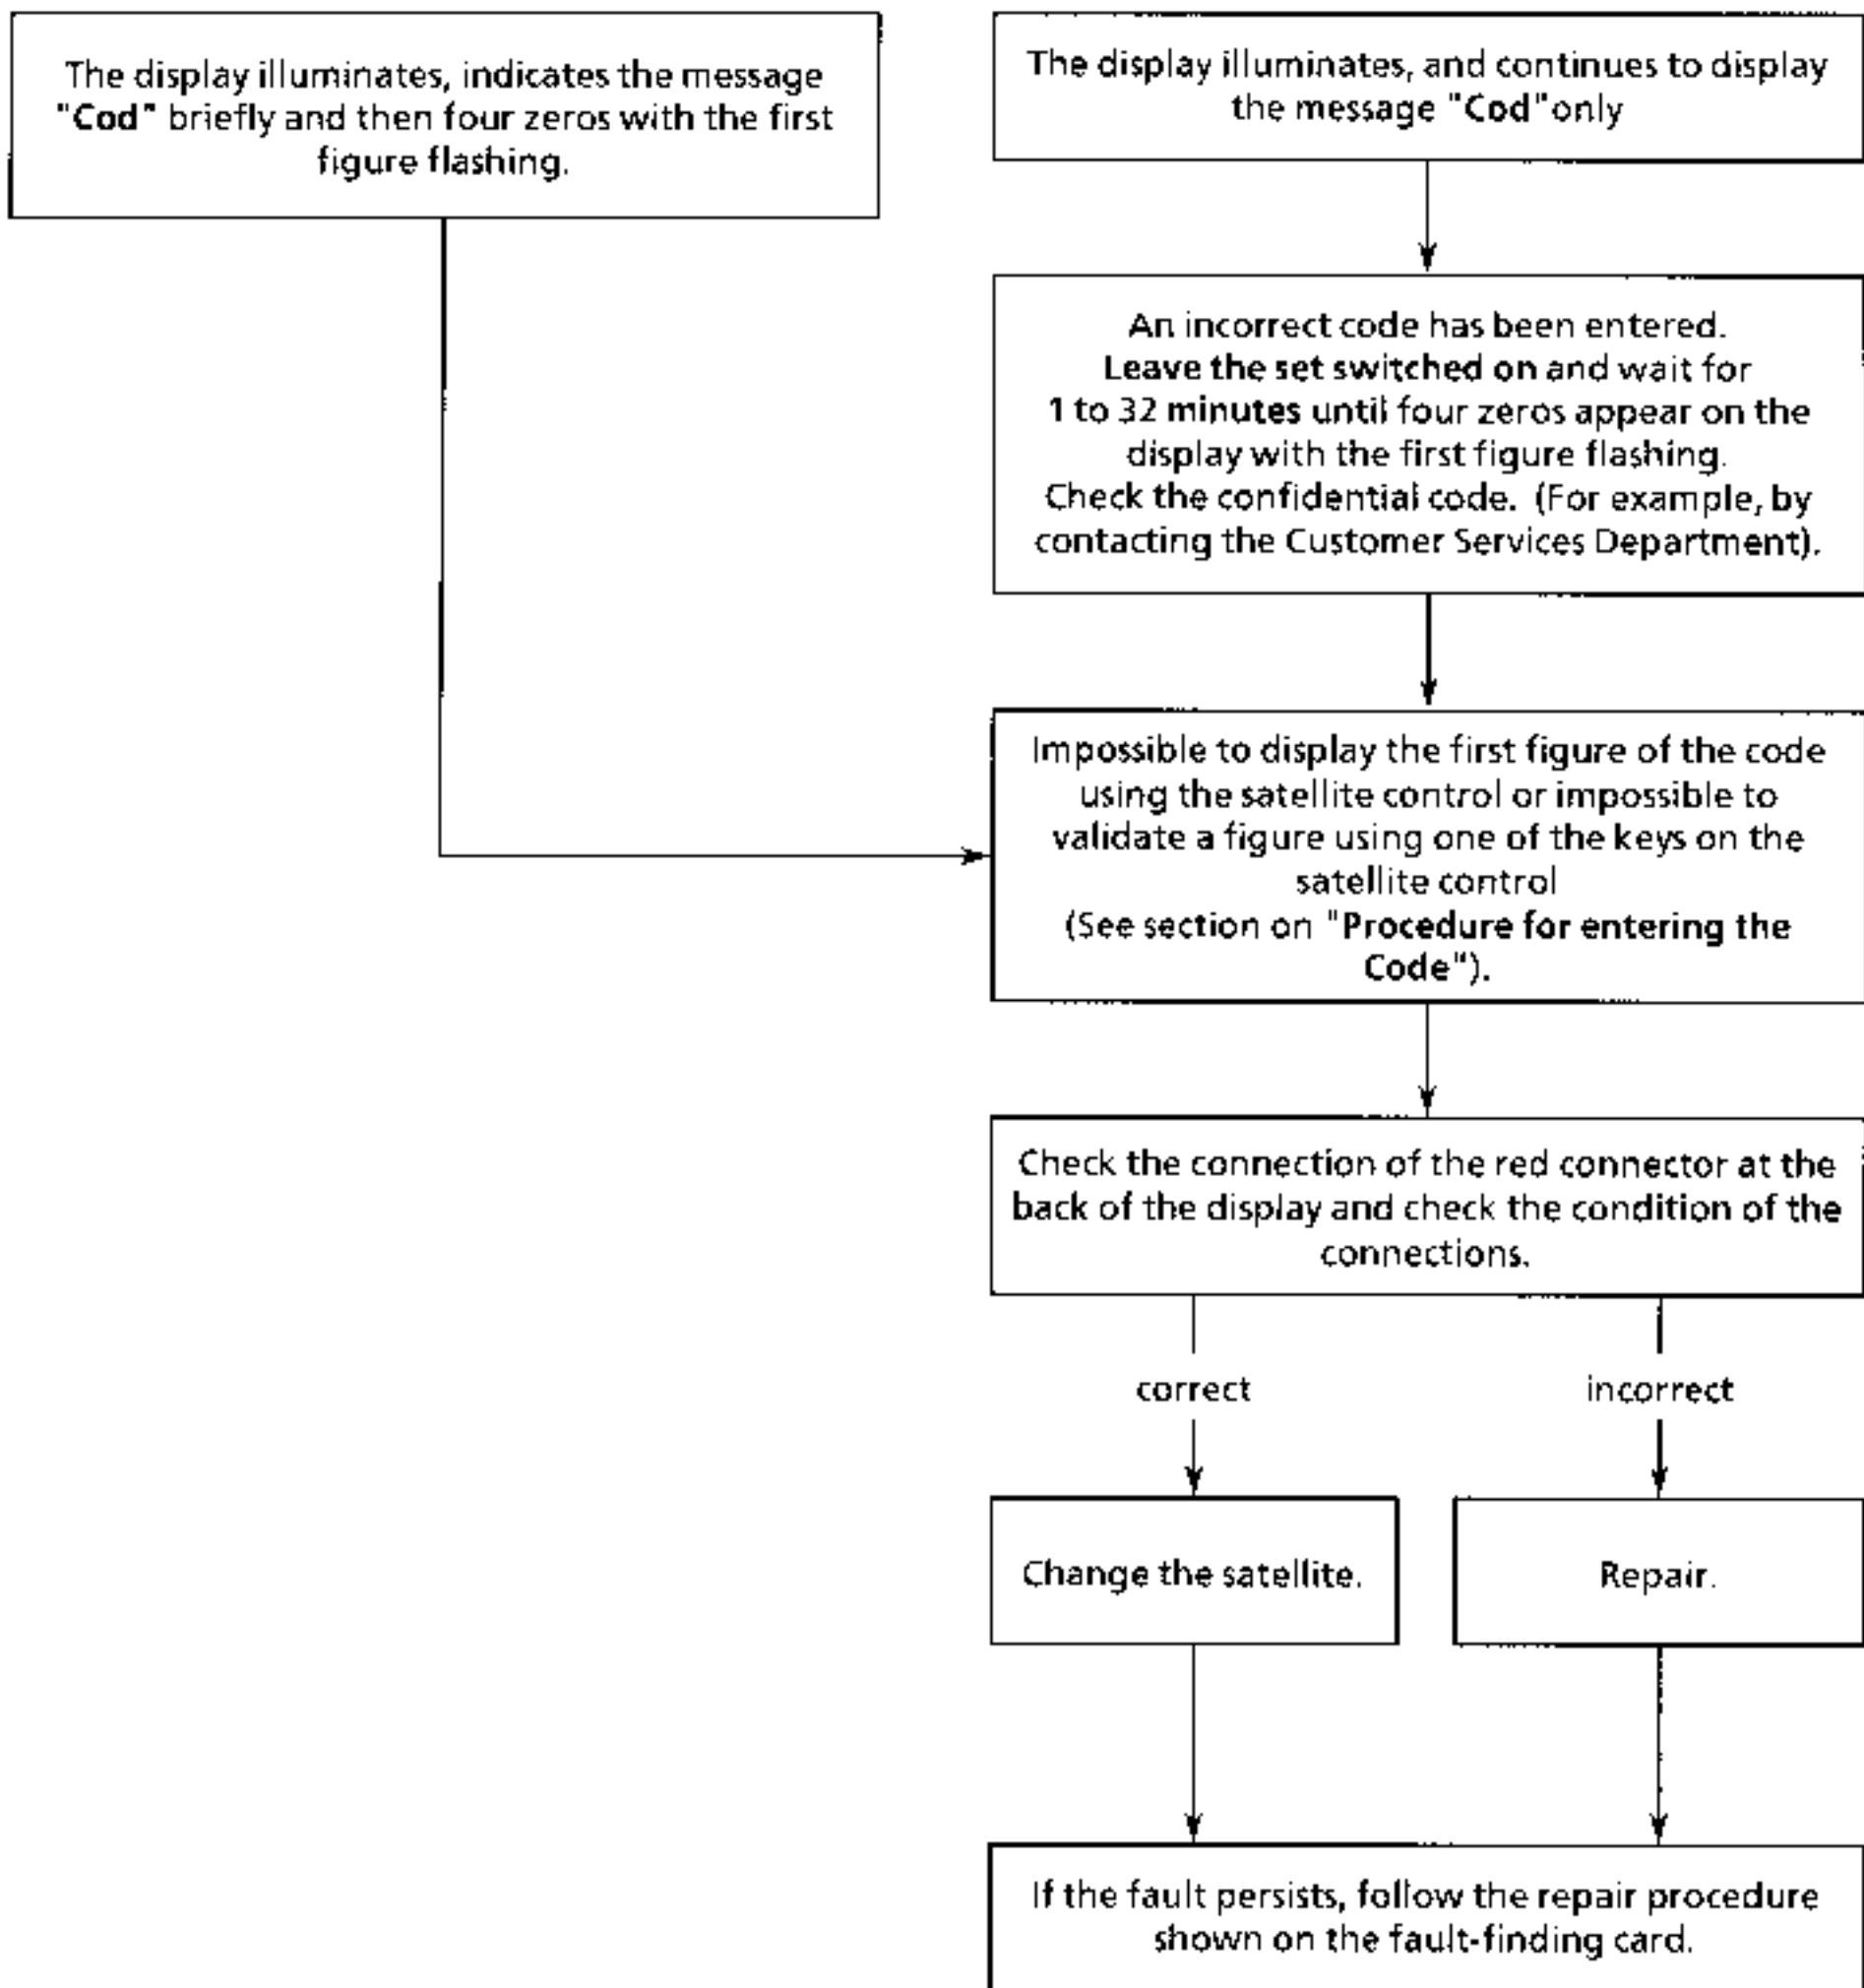 The display illuminates, indicates the message
"Cod" briefly and then four zeros with the first
figure flashing.
The display illuminates, and continues to display
the message "Cod"only
An incorrect code has been entered.
Leave the set switched on and wait for
1 to 32 minutes until four zeros appear on the
display with the first figure flashing.
Check the confidential code. (For example, by
contacting the Customer Services Department).
Impossible to display the first figure of the code
using the satellite control or impossible to
validate a figure using one of the keys on the
satellite control
(See section on "Procedure for entering the
Code").
Check the connection of the red connector at the
back of the display and check the condition of the
connections.
correct
incorrect
Change the satellite.
Repair.
If the fault persists, follow the repair procedure
shown on the fault-finding card.